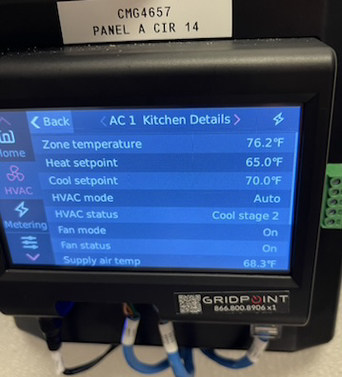 CMG4657
PANEL A CIR 14
Back
AC 1 Kitchen Details
Home
HVAC
Metering
Zone temperature 76.2°F
Heat setpoint 65.0°F
Cool setpoint 70.0°F
HVAC mode Auto
HVAC status Cool stage 2
Fan mode On
Fan status On
Supply air temp 68.3°F
GRIDPOINT
866.800.8906 x1